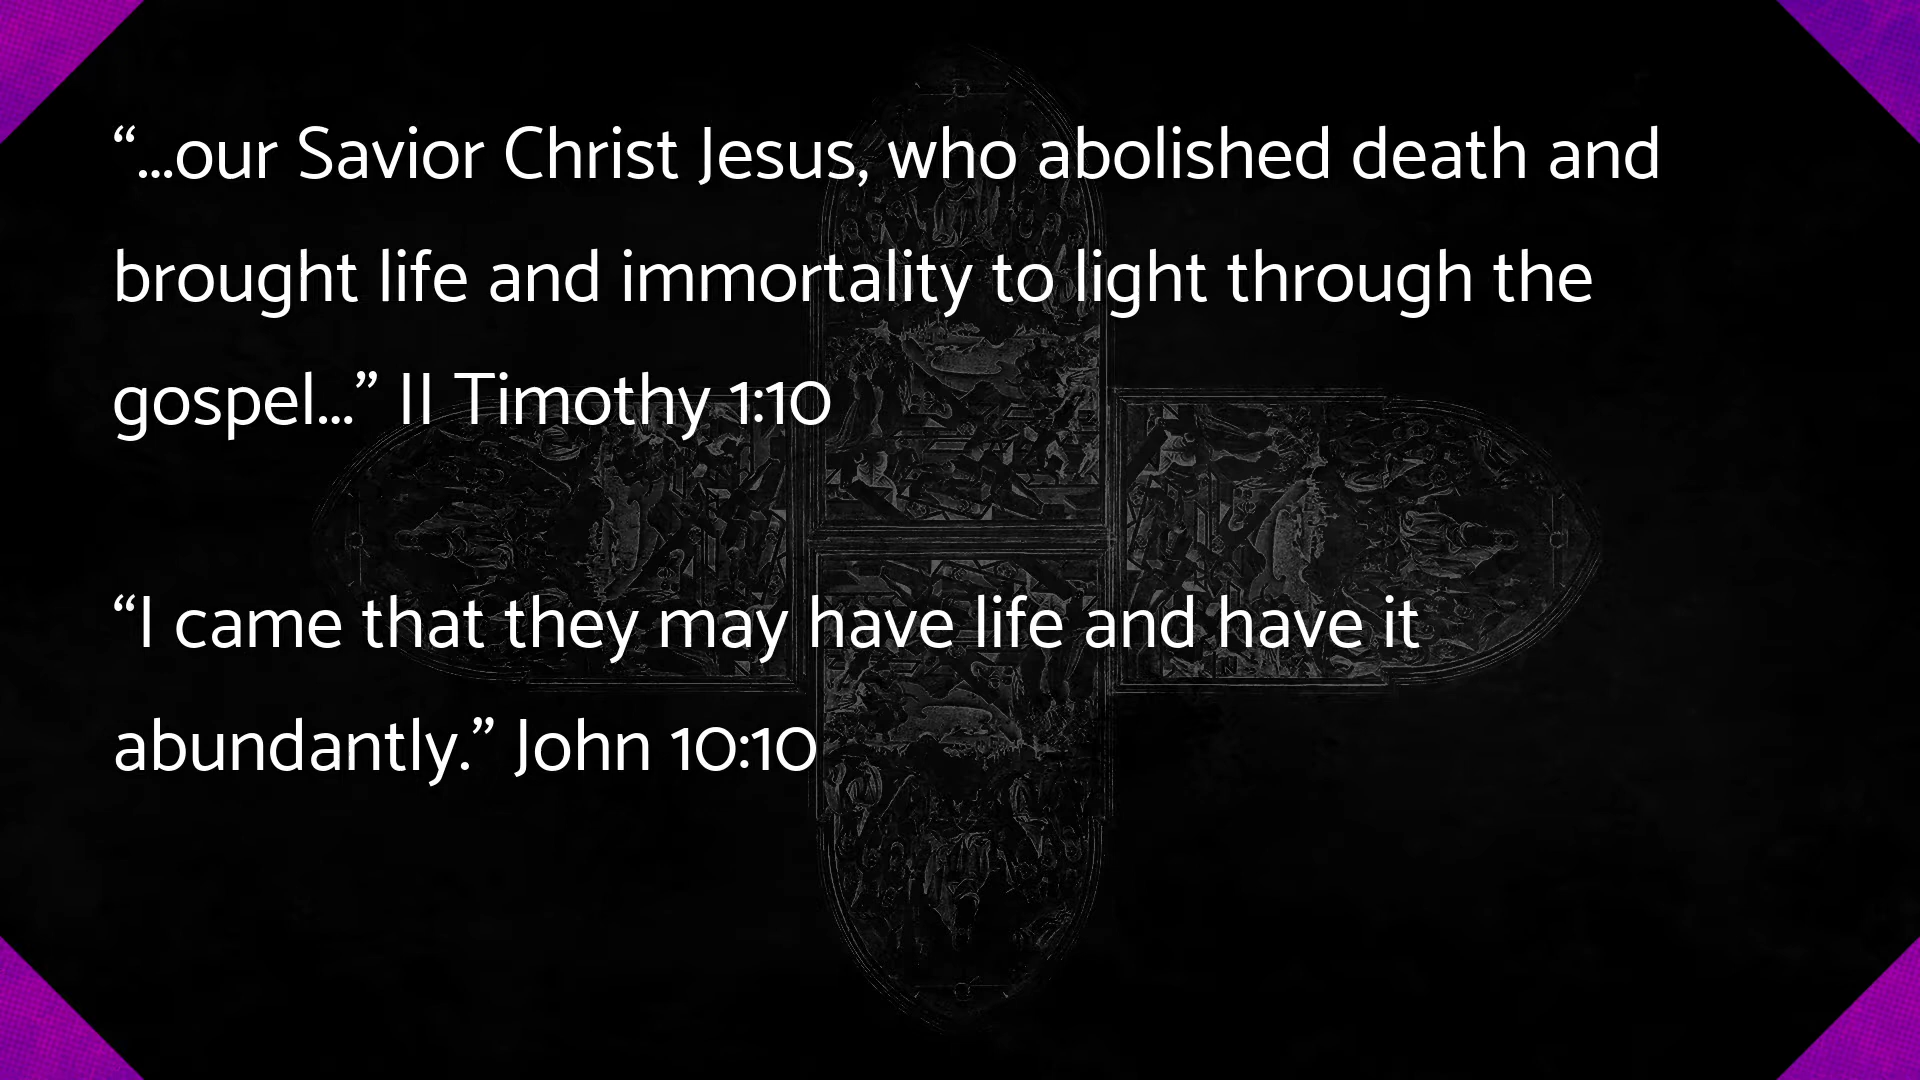 “...our Savior Christ Jesus, who abolished death and
brought life and immortality to light through the
gospel...” II Timothy 1:10
“I came that they may have life and have it
abundantly.” John 10:10